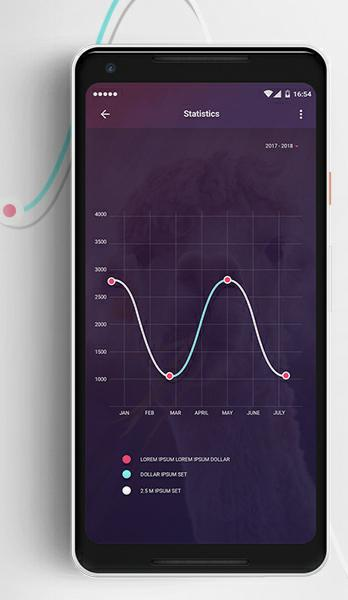 16:54
Statistics
2017 - 2018
4000
3500
3000
2500
2000
1500
1000
JAN FEB MAR APRIL MAY JUNE JULY
LOREM IPSUM LOREM IPSUM DOLLAR
DOLLAR IPSUM SET
2.5 M IPSUM SET